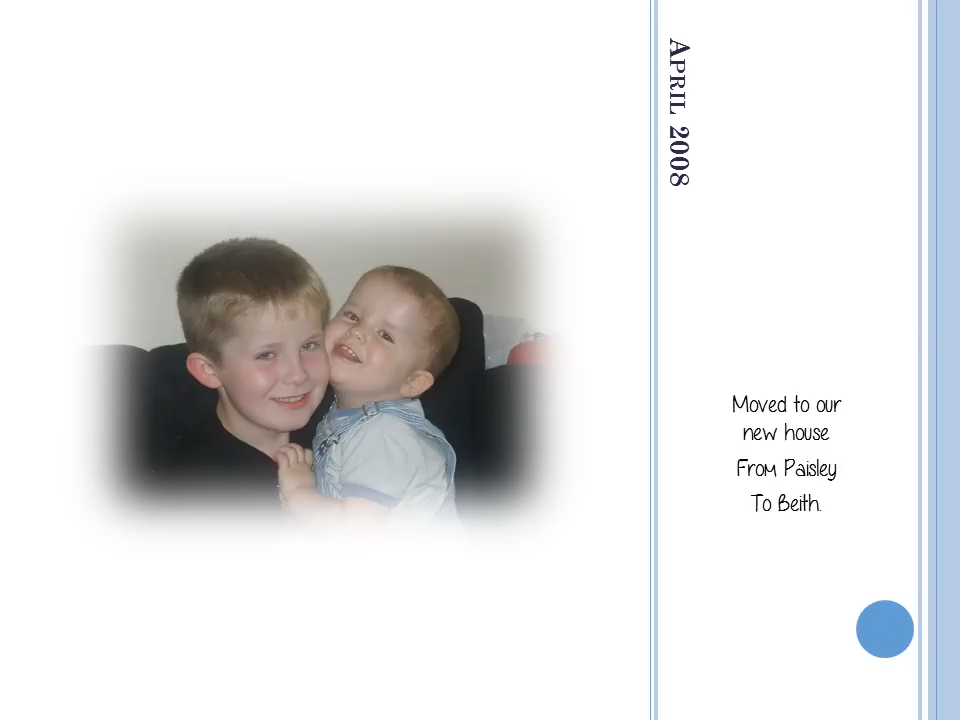 April 2008
Moved to our
new house
From Paisley
To Beith.